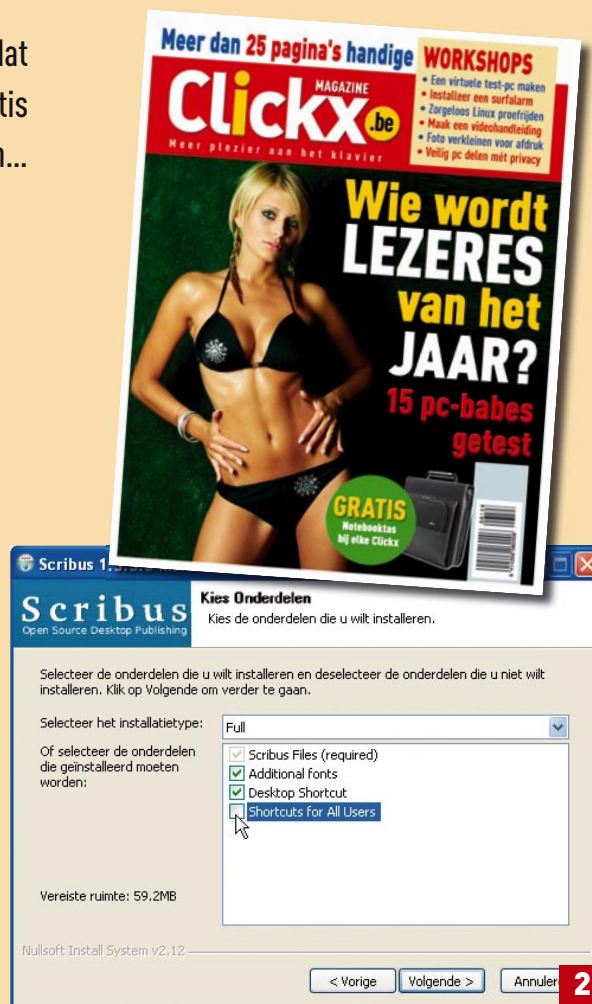 lat
tis
n...
Meer dan 25 pagina's handige
WORKSHOPS
• Een virtuele test-pc maken
• Installeer een surfalarm
• Zorgeloos Linux proefrijden
• Maak een videohandleiding
• Foto verkleinen voor afdruk
• Veilig pc delen mét privacy
MAGAZINE
Clickx.be
Meer plezier aan het klavier
Wie wordt
LEZERES
van het
JAAR?
15 pc-babes
getest
GRATIS
Notebooktas
bij elke Clickx
Scribus
Scribus
Open Source Desktop Publishing
Kies Onderdelen
Kies de onderdelen die u wilt installeren.
Selecteer de onderdelen die u wilt installeren en deselecteer de onderdelen die u niet wilt
installeren. Klik op Volgende om verder te gaan.
Selecteer het installatietype:
Full
Of selecteer de onderdelen
die geïnstalleerd moeten
worden:
Scribus Files (required)
Additional fonts
Desktop Shortcut
Shortcuts for All Users
Vereiste ruimte: 59.2MB
Nullsoft Install System v2.12
< Vorige
Volgende >
Annuler
2